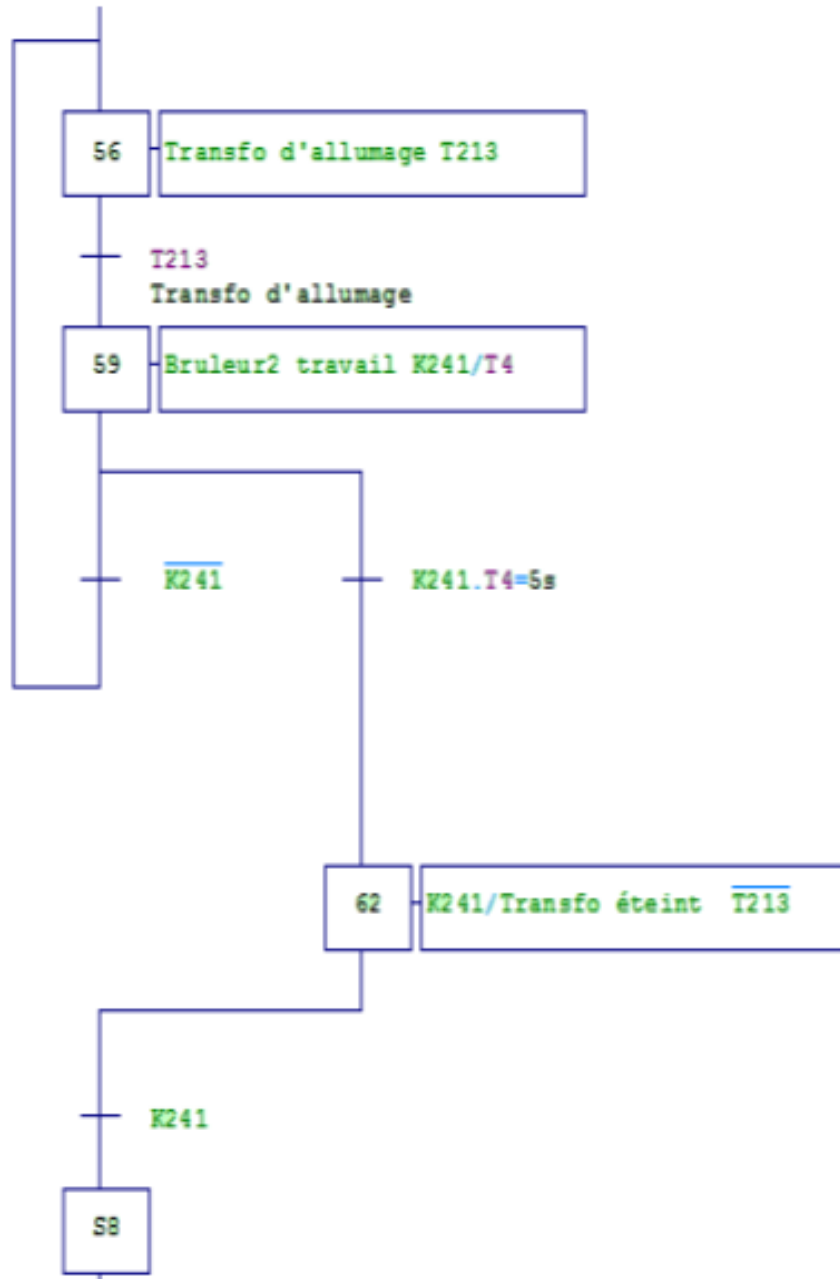 56 Transfo d'allumage T213
T213
Transfo d'allumage
59 Bruleur2 travail K241/T4
K241 K241.T4=5s
62 K241/Transfo éteint T213
K241
S8